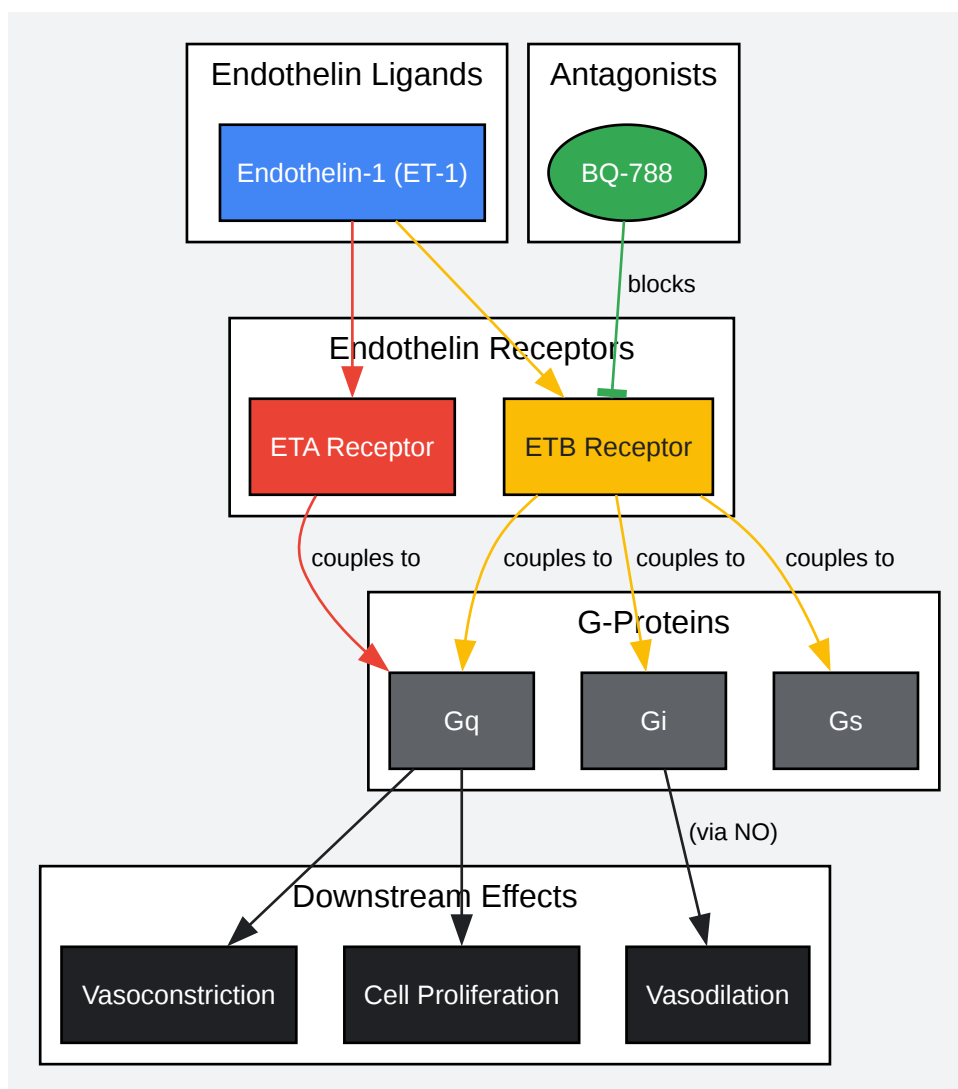 Endothelin Ligands
Antagonists
Endothelin-1 (ET-1)
BQ-788
blocks
Endothelin Receptors
ETA Receptor
ETB Receptor
couples to
couples to
couples to
couples to
G-Proteins
Gq
Gi
Gs
(via NO)
Downstream Effects
Vasoconstriction
Cell Proliferation
Vasodilation